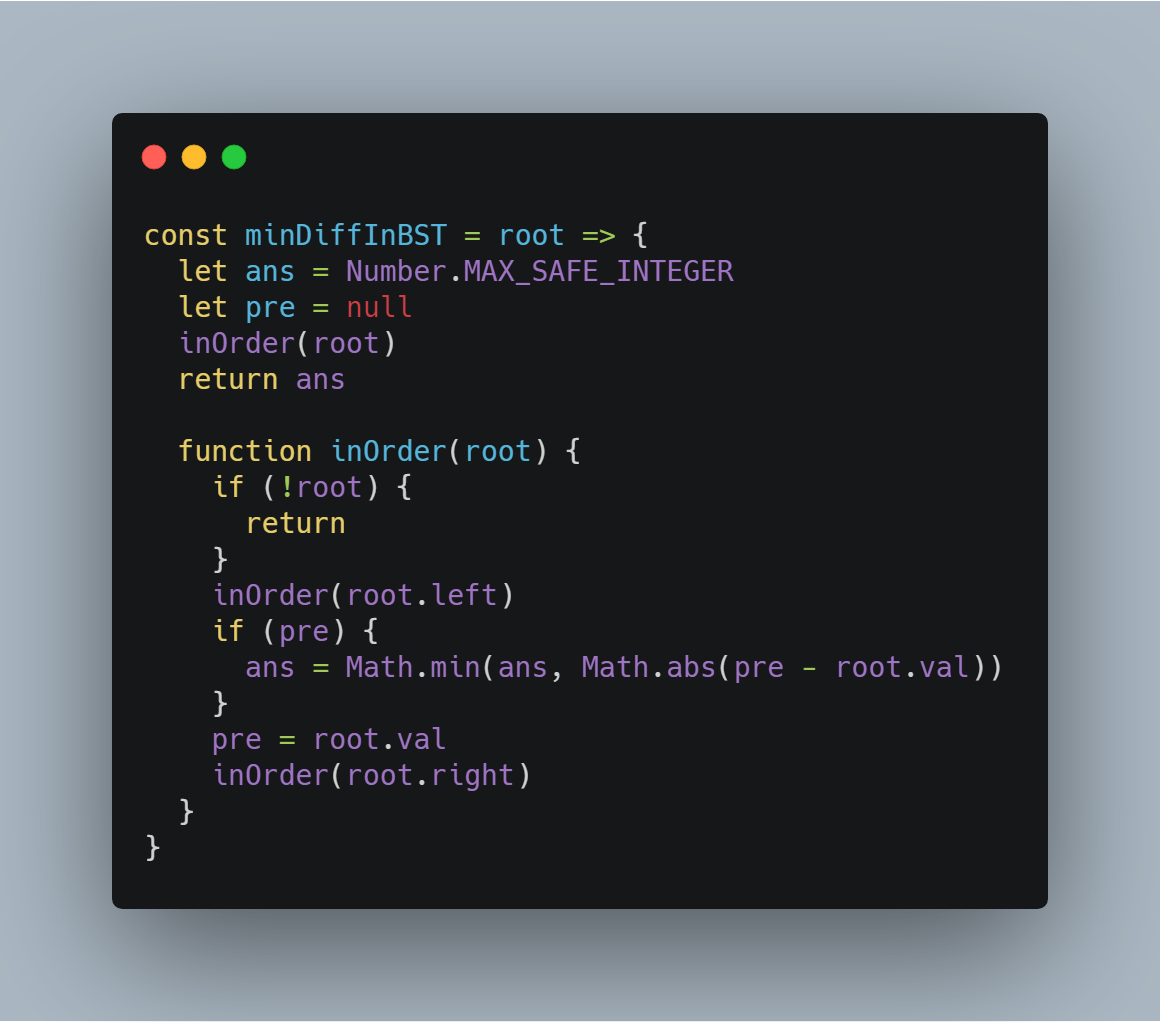 const minDiffInBST = root => {
  let ans = Number.MAX_SAFE_INTEGER
  let pre = null
  inOrder(root)
  return ans

  function inOrder(root) {
    if (!root) {
      return
    }
    inOrder(root.left)
    if (pre) {
      ans = Math.min(ans, Math.abs(pre - root.val))
    }
    pre = root.val
    inOrder(root.right)
  }
}